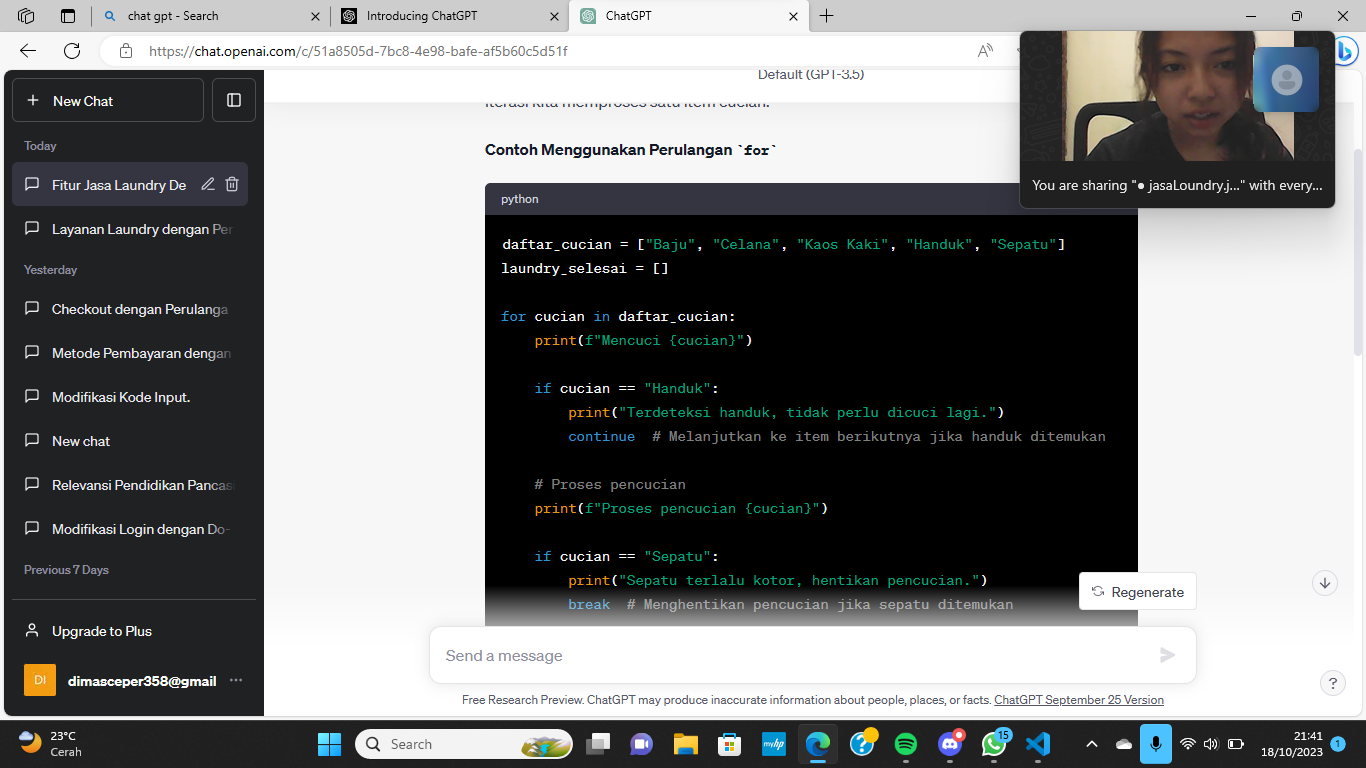 chat gpt - Search
Introducing ChatGPT
ChatGPT
https://chat.openai.com/c/51a8505d-7bc8-4e98-bafe-af5b60c5d51f
New Chat
Today
Fitur Jasa Laundry De
Layanan Laundry dengan Per
Yesterday
Checkout dengan Perulanga
Metode Pembayaran dengan
Modifikasi Kode Input.
New chat
Relevansi Pendidikan Pancas
Modifikasi Login dengan Do-
Previous 7 Days
Upgrade to Plus
DI
dimasceper358@gmail
Default (GPT-3.5)
iterasi kita memproses satu item cucian.
Contoh Menggunakan Perulangan `for`
python
daftar_cucian = ["Baju", "Celana", "Kaos Kaki", "Handuk", "Sepatu"]
laundry_selesai = []
for cucian in daftar_cucian:
print(f"Mencuci {cucian}")
if cucian == "Handuk":
print("Terdeteksi handuk, tidak perlu dicuci lagi.")
continue # Melanjutkan ke item berikutnya jika handuk ditemukan
# Proses pencucian
print(f"Proses pencucian {cucian}")
if cucian == "Sepatu":
print("Sepatu terlalu kotor, hentikan pencucian.")
break # Menghentikan pencucian jika sepatu ditemukan
Regenerate
Send a message
Free Research Preview. ChatGPT may produce inaccurate information about people, places, or facts. ChatGPT September 25 Version
?
You are sharing "● jasaLoundry.j..." with every...
23°C
Cerah
Search
myhp
15
21:41
18/10/2023
1